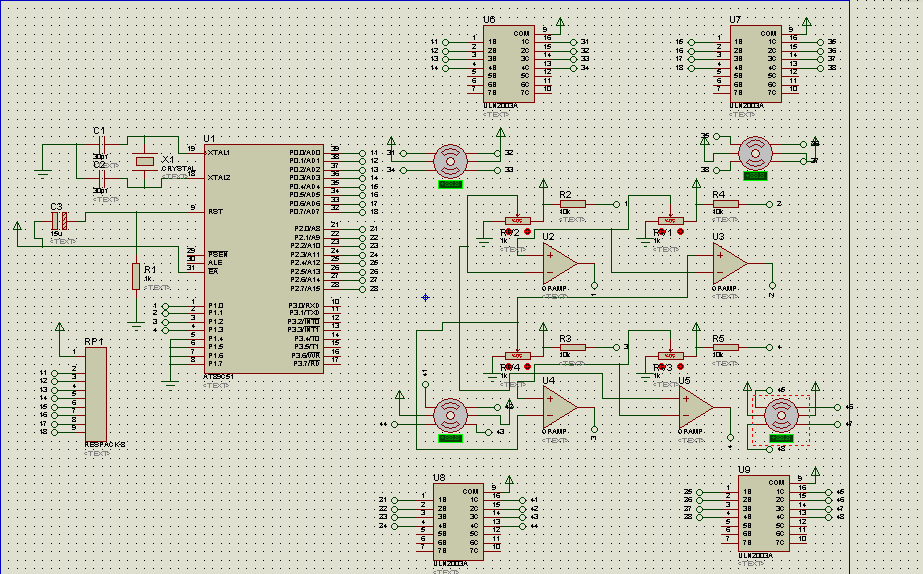 U6
COM 9
11 1 1B 1C 16 31
12 2 2B 2C 15 32
13 3 3B 3C 14 33
14 4 4B 4C 13 34
5 5B 5C 12
6 6B 6C 11
7 7B 7C 10
ULN2003A
<TEXT>
U7
COM 9
15 1 1B 1C 16 35
16 2 2B 2C 15 36
17 3 3B 3C 14 37
18 4 4B 4C 13 38
5 5B 5C 12
6 6B 6C 11
7 7B 7C 10
ULN2003A
<TEXT>
C1
30p1
<TEXT>
C2
30p1
<TEXT>
X1
CRYSTAL
<TEXT>
C3
15u
<TEXT>
R1
1k
<TEXT>
U1
19 XTAL1
18 XTAL2
9 RST
29 PSEN
30 ALE
31 EA
1 1 P1.0
2 2 P1.1
3 3 P1.2
4 4 P1.3
5 P1.4
6 P1.5
7 P1.6
8 P1.7
P0.0/AD0 39 11
P0.1/AD1 38 12
P0.2/AD2 37 13
P0.3/AD3 36 14
P0.4/AD4 35 15
P0.5/AD5 34 16
P0.6/AD6 33 17
P0.7/AD7 32 18
P2.0/A8 21 21
P2.1/A9 22 22
P2.2/A10 23 23
P2.3/A11 24 24
P2.4/A12 25 25
P2.5/A13 26 26
P2.6/A14 27 27
P2.7/A15 28 28
P3.0/RXD 10
P3.1/TXD 11
P3.2/INT0 12
P3.3/INT1 13
P3.4/T0 14
P3.5/T1 15
P3.6/WR 16
P3.7/RD 17
AT89C51
<TEXT>
31 32
34 33
35
38 37
R2
10k
<TEXT>
1
RV2
1k
U2
OPAMP
<TEXT>
1
R4
10k
<TEXT>
2
RV1
1k
U3
OPAMP
<TEXT>
2
RP1
1
11 2
12 3
13 4
14 5
15 6
16 7
17 8
18 9
RESPACK-8
<TEXT>
R3
10k
<TEXT>
3
RV4
1k
U4
OPAMP
<TEXT>
3
R5
10k
<TEXT>
4
RV3
1k
U5
OPAMP
<TEXT>
4
41
44 43
45
46
47
48
U8
COM 9
21 1 1B 1C 16 41
22 2 2B 2C 15 42
23 3 3B 3C 14 43
24 4 4B 4C 13 44
5 5B 5C 12
6 6B 6C 11
7 7B 7C 10
ULN2003A
<TEXT>
U9
COM 9
25 1 1B 1C 16 45
26 2 2B 2C 15 46
27 3 3B 3C 14 47
28 4 4B 4C 13 48
5 5B 5C 12
6 6B 6C 11
7 7B 7C 10
ULN2003A
<TEXT>